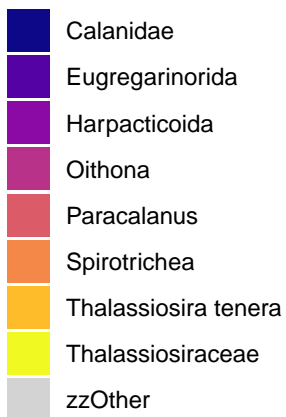 Calanidae
Eugregarinorida
Harpacticoida
Oithona
Paracalanus
Spirotrichea
Thalassiosira tenera
Thalassiosiraceae
zzOther